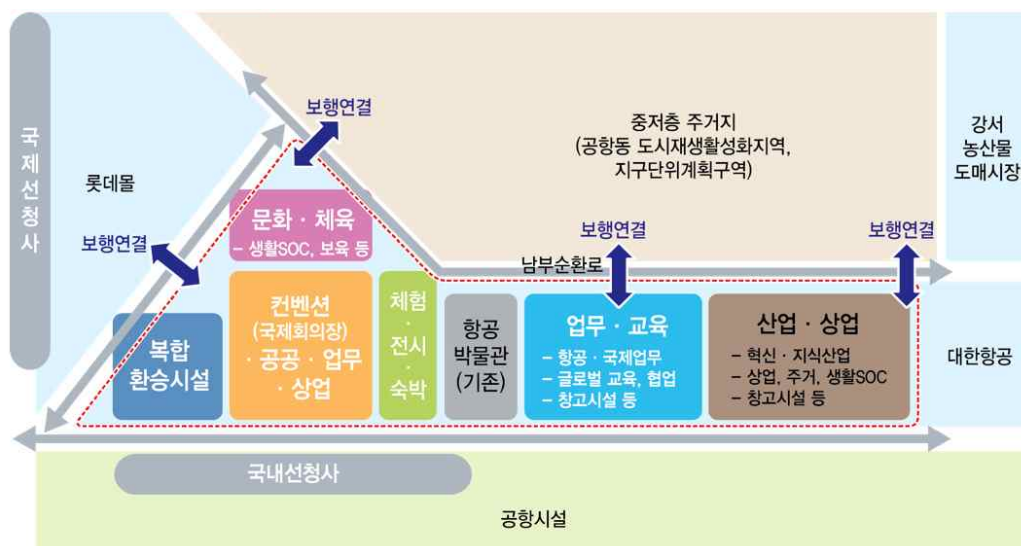 국제선청사
롯데몰
보행연결
보행연결
중저층 주거지
(공항동 도시재생활성화지역,
지구단위계획구역)
강서
농산물
도매시장
문화 · 체육
– 생활SOC, 보육 등
보행연결
보행연결
남부순환로
복합
환승시설
컨벤션
(국제회의장)
· 공공 · 업무
· 상업
체험
·
전시
·
숙박
항공
박물관
(기존)
업무 · 교육
– 항공 · 국제업무
– 글로벌 교육, 협업
– 창고시설 등
산업 · 상업
– 혁신 · 지식산업
– 상업, 주거, 생활SOC
– 창고시설 등
대한항공
국내선청사
공항시설